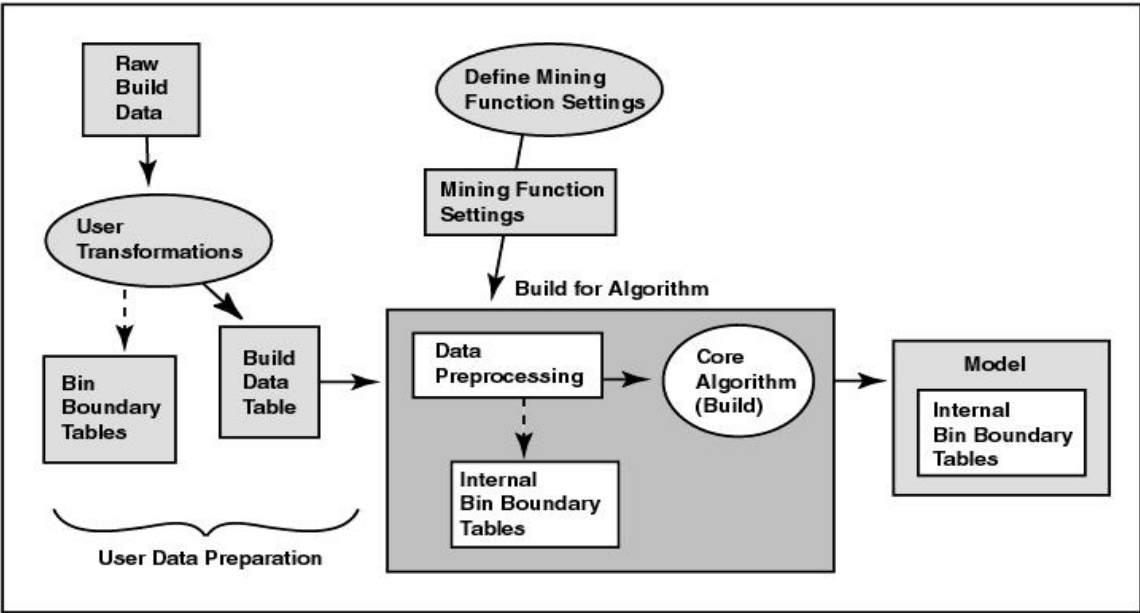 Raw
Build
Data
Define Mining
Function Settings
Mining Function
Settings
User
Transformations
Build for Algorithm
Bin
Boundary
Tables
Build
Data
Table
Data
Preprocessing
Core
Algorithm
(Build)
Internal
Bin Boundary
Tables
Model
Internal
Bin Boundary
Tables
User Data Preparation